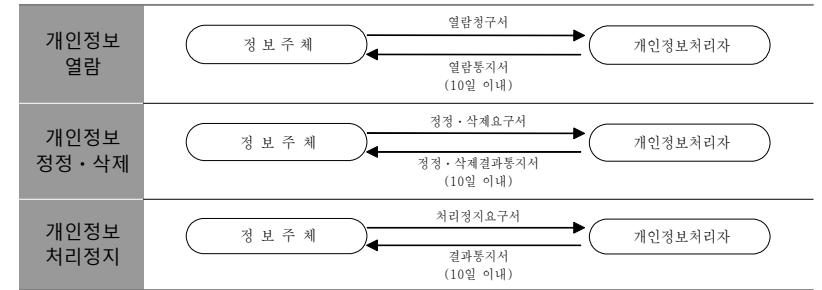 개인정보
열람
정 보 주 체
열람청구서
열람통지서
(10일 이내)
개인정보처리자
개인정보
정정·삭제
정 보 주 체
정정·삭제요구서
정정·삭제결과통지서
(10일 이내)
개인정보처리자
개인정보
처리정지
정 보 주 체
처리정지요구서
결과통지서
(10일 이내)
개인정보처리자